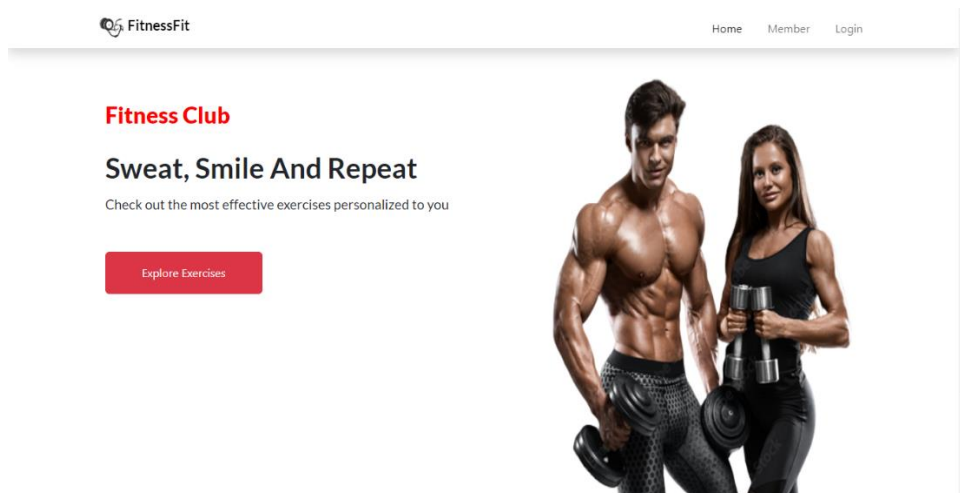 FitnessFit
Home Member Login
Fitness Club
Sweat, Smile And Repeat
Check out the most effective exercises personalized to you
Explore Exercises